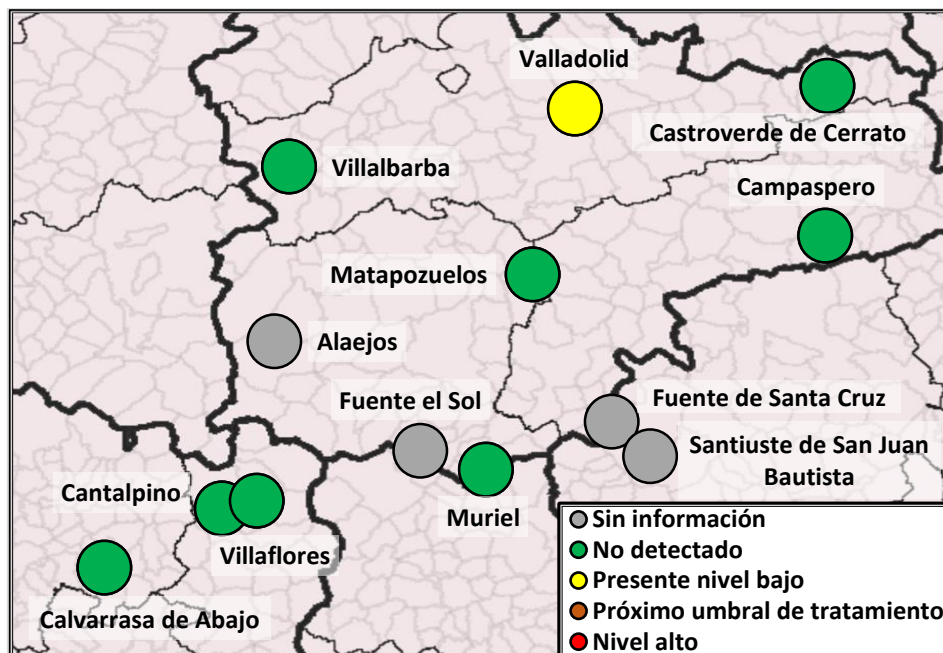 Valladolid
Castroverde de Cerrato
Villalbarba
Campaspero
Matapozuelos
Alaejos
Fuente el Sol
Fuente de Santa Cruz
Santiuste de San Juan
Bautista
Cantalpino
Muriel
Villaflores
Calvarrasa de Abajo
Sin información
No detectado
Presente nivel bajo
Próximo umbral de tratamiento
Nivel alto